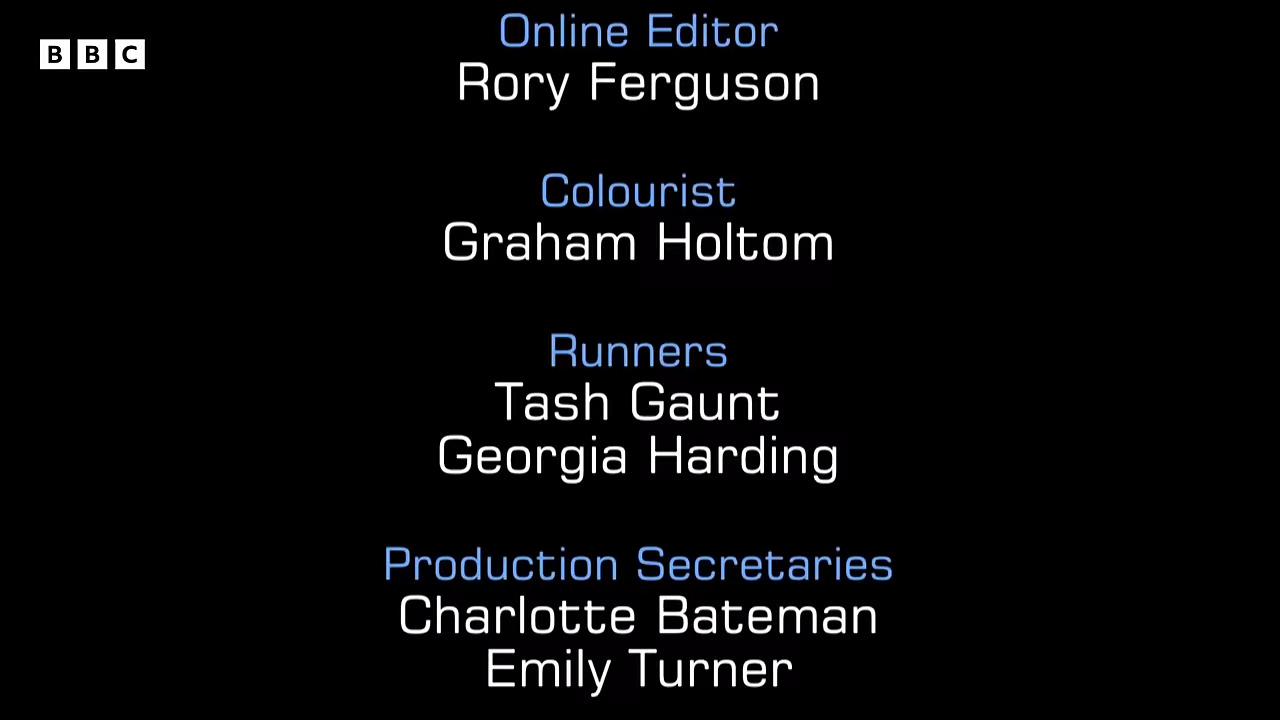 BBC
Online Editor
Rory Ferguson
Colourist
Graham Holtom
Runners
Tash Gaunt
Georgia Harding
Production Secretaries
Charlotte Bateman
Emily Turner